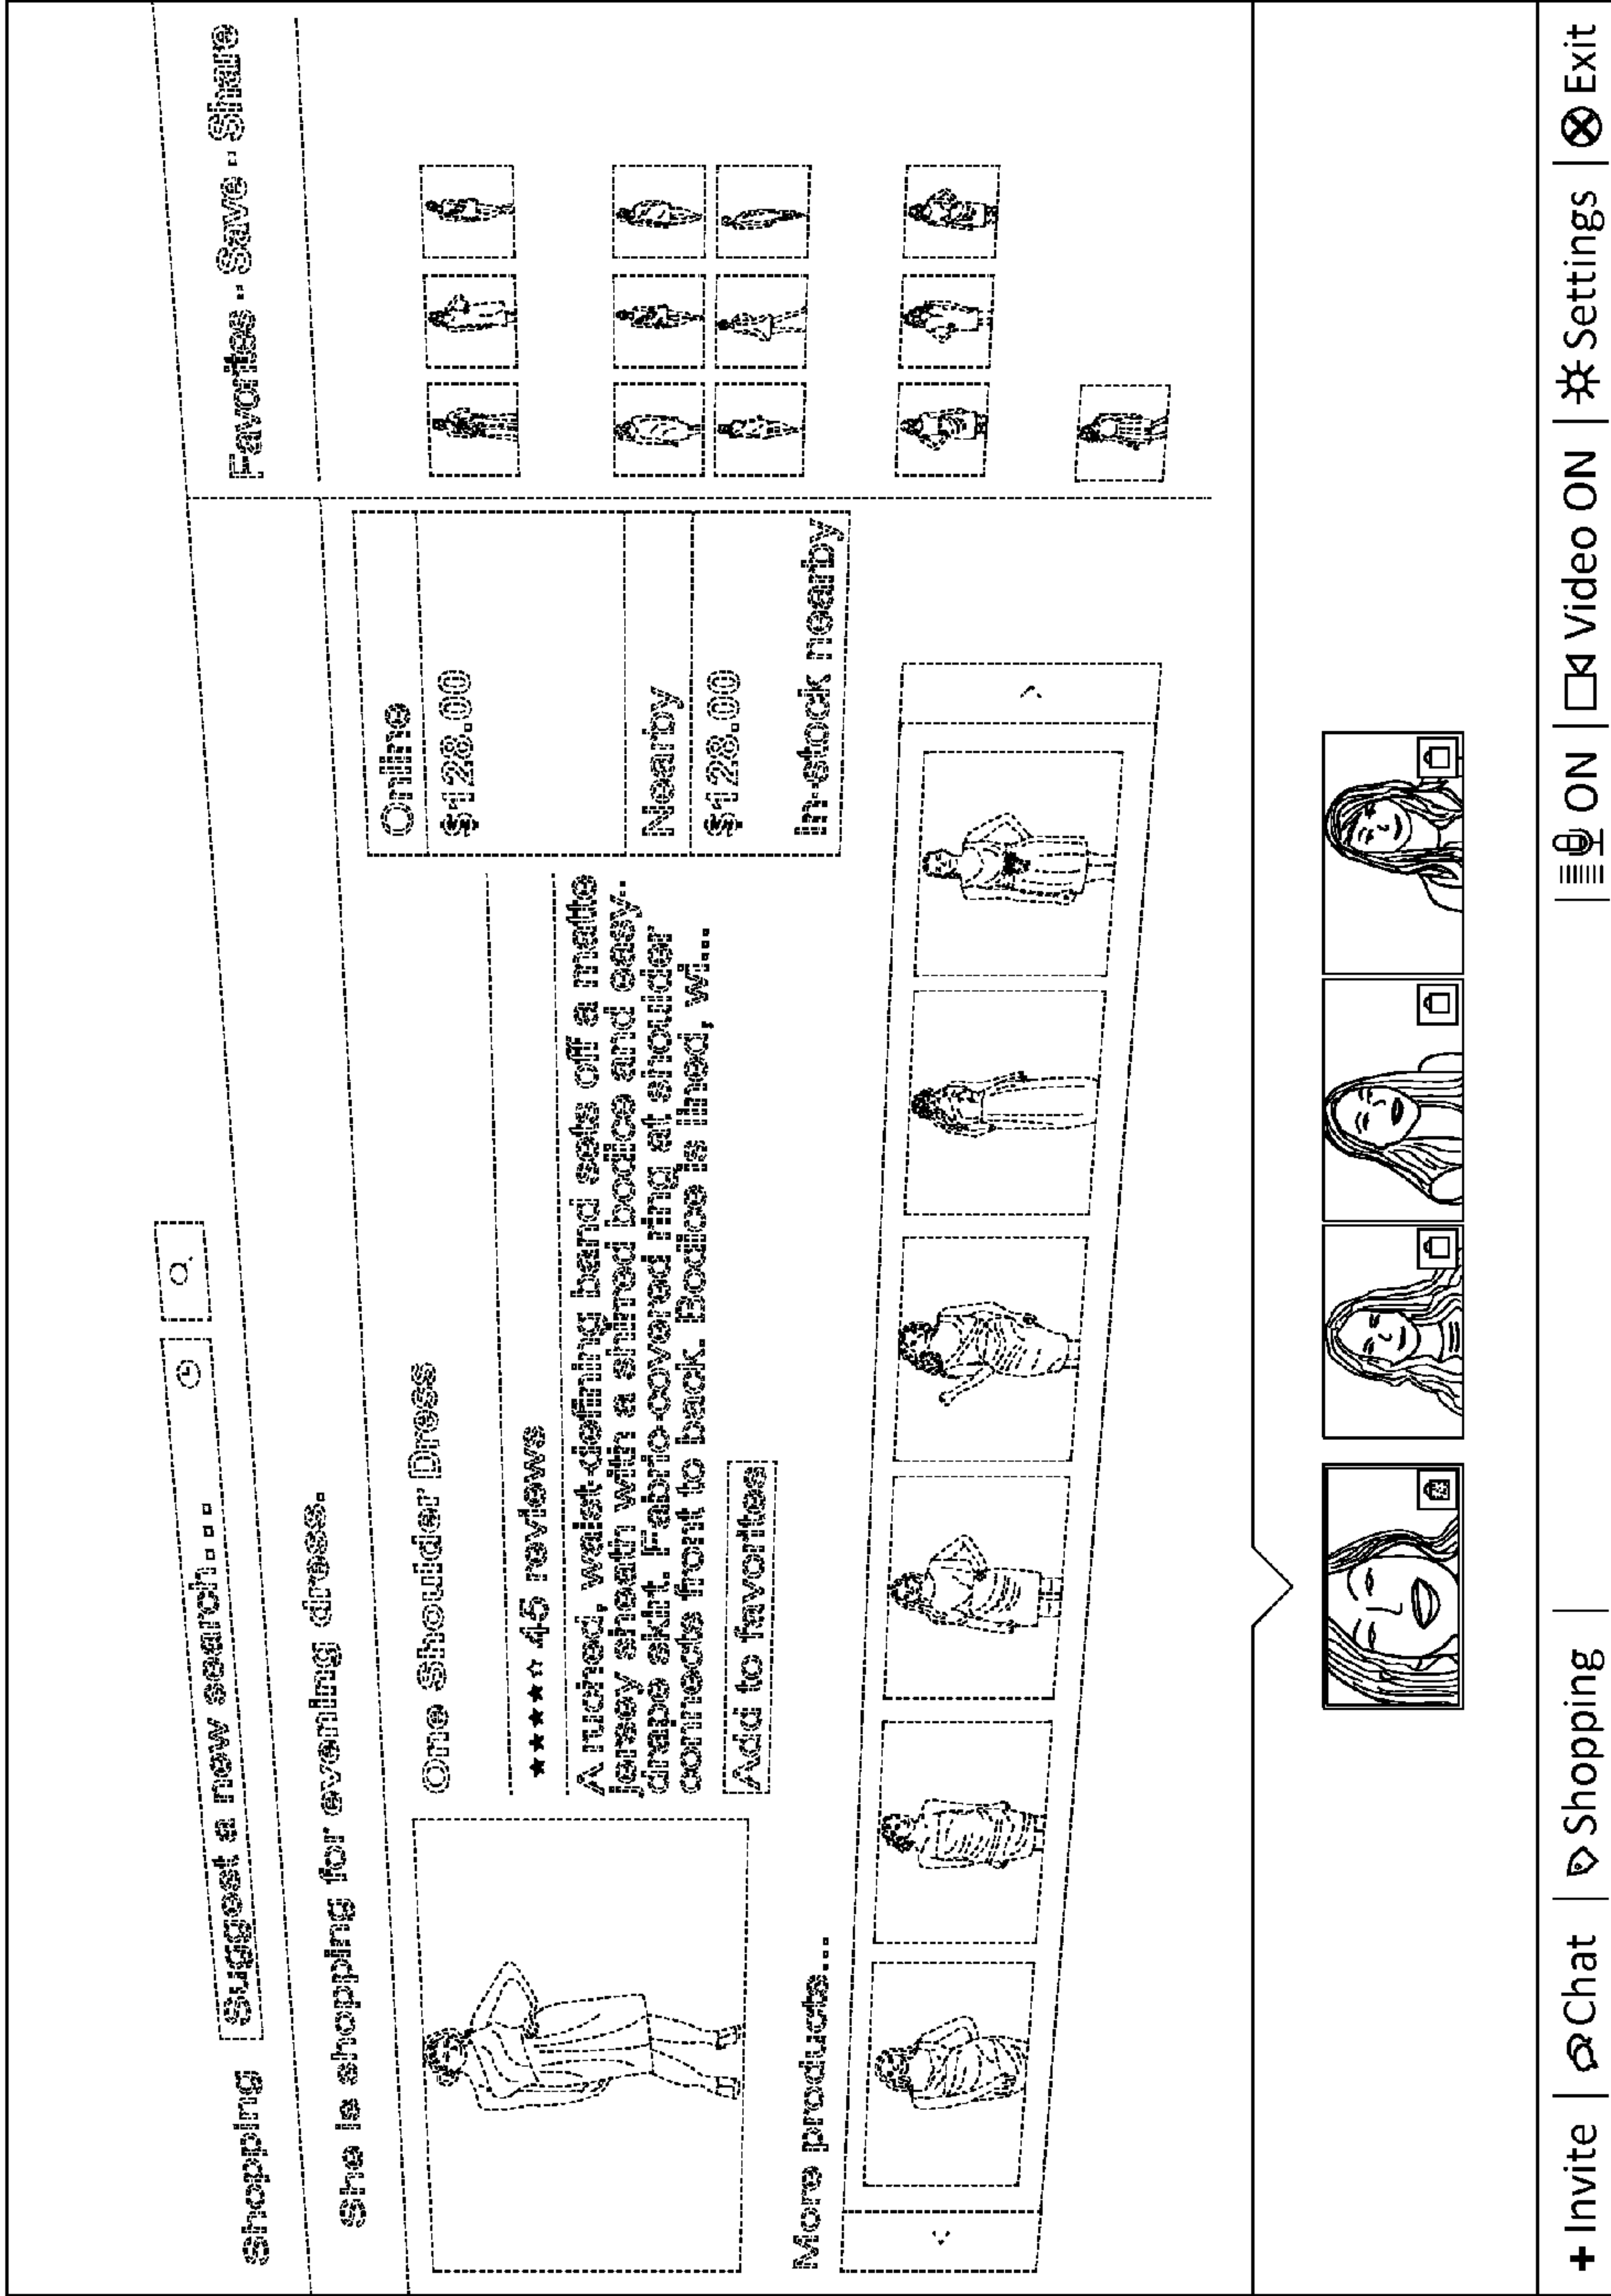 Shopping
Suggest a new search....
Favorites -- Save - Share
She is shopping for evening dress.
One Shoulder Dress
★★★★☆ 45 reviews
A ruched, waist-defining band sets off a matte
jersey sheath with a shirred bodice and easy..
drape skirt. Fabric-covered ring at shoulder
connects front to back. Bodice is lined, wi...
Add to favorites
Online
$128.00
Nearby
$128.00
In-stock nearby
More products...
+ Invite | Chat | Shopping | ON | Video ON | Settings | Exit